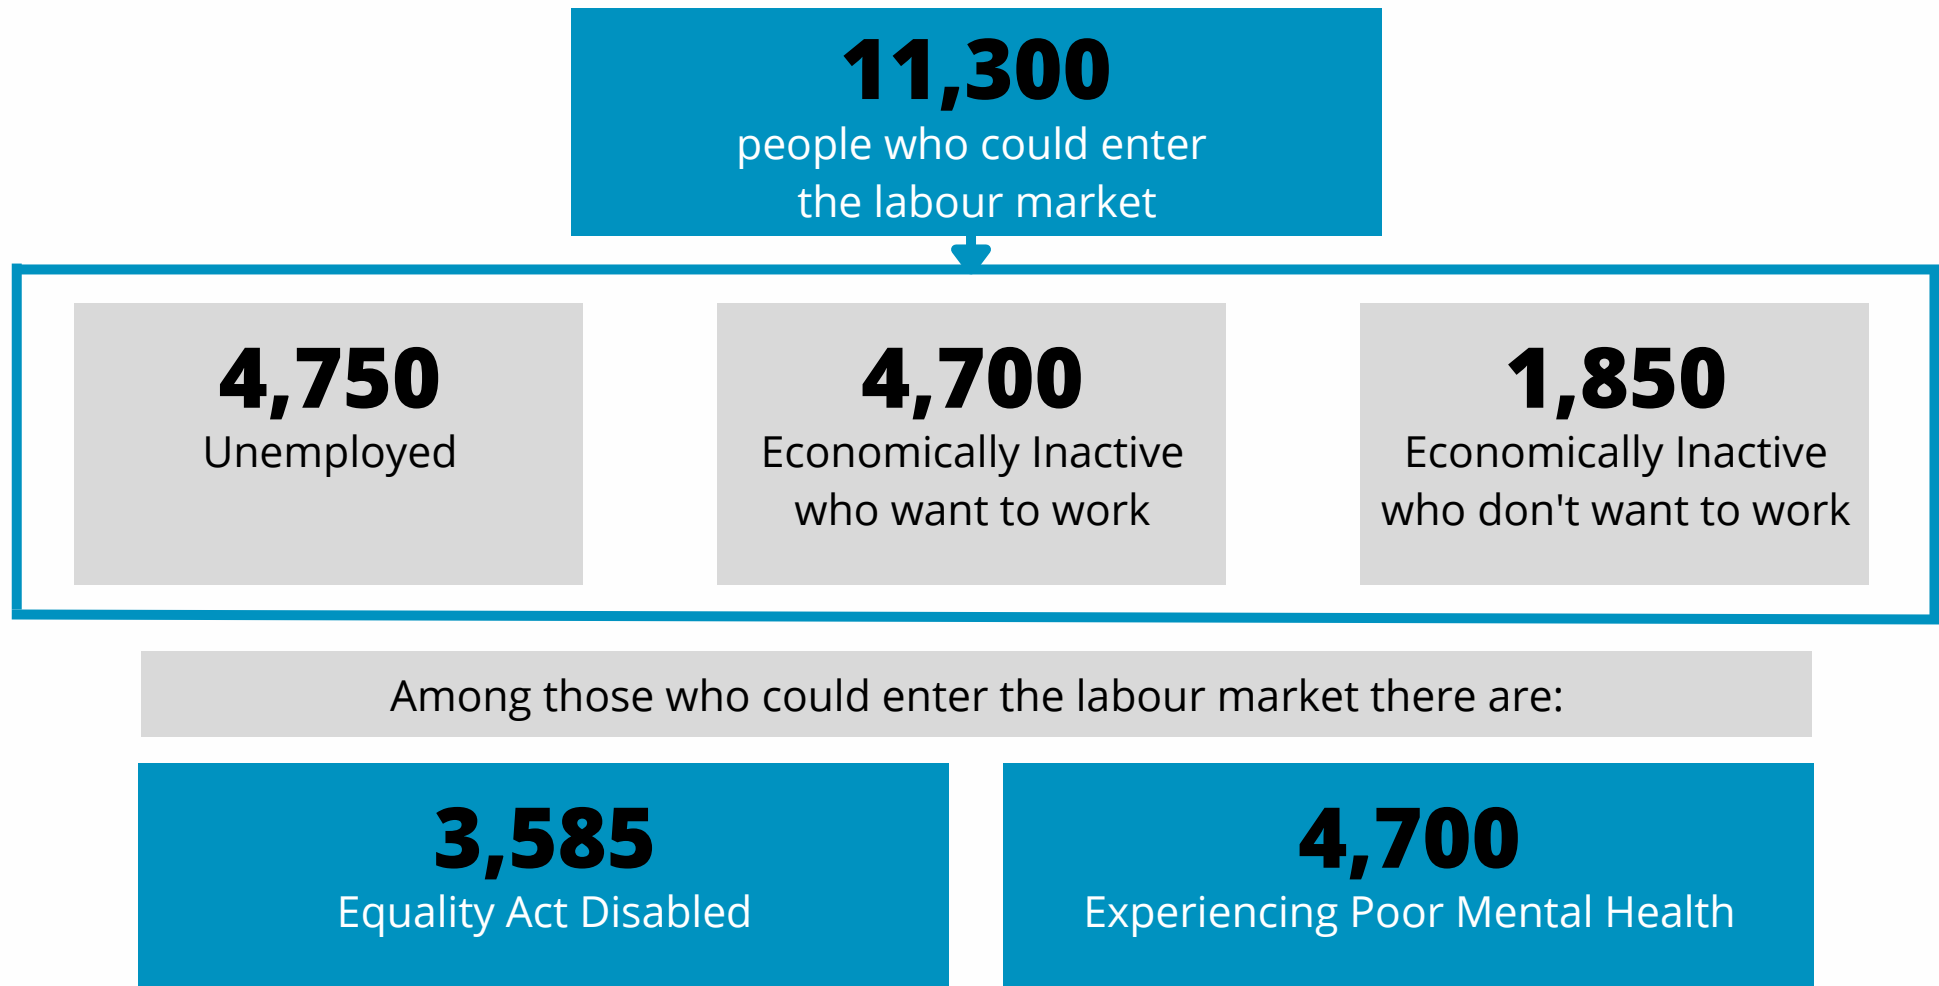 11,300
people who could enter
the labour market
4,750
Unemployed
4,700
Economically Inactive
who want to work
1,850
Economically Inactive
who don't want to work
Among those who could enter the labour market there are:
3,585
Equality Act Disabled
4,700
Experiencing Poor Mental Health